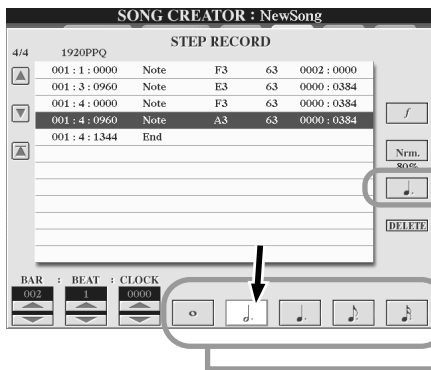 SONG CREATOR : NewSong
STEP RECORD
4/4 1920PPQ
001 : 1 : 0000 Note F3 63 0002 : 0000
001 : 3 : 0960 Note E3 63 0000 : 0384
001 : 4 : 0000 Note F3 63 0000 : 0384
001 : 4 : 0960 Note A3 63 0000 : 0384
001 : 4 : 1344 End
f
Nrm.
80%
DELETE
BAR : BEAT : CLOCK
002 1 0000